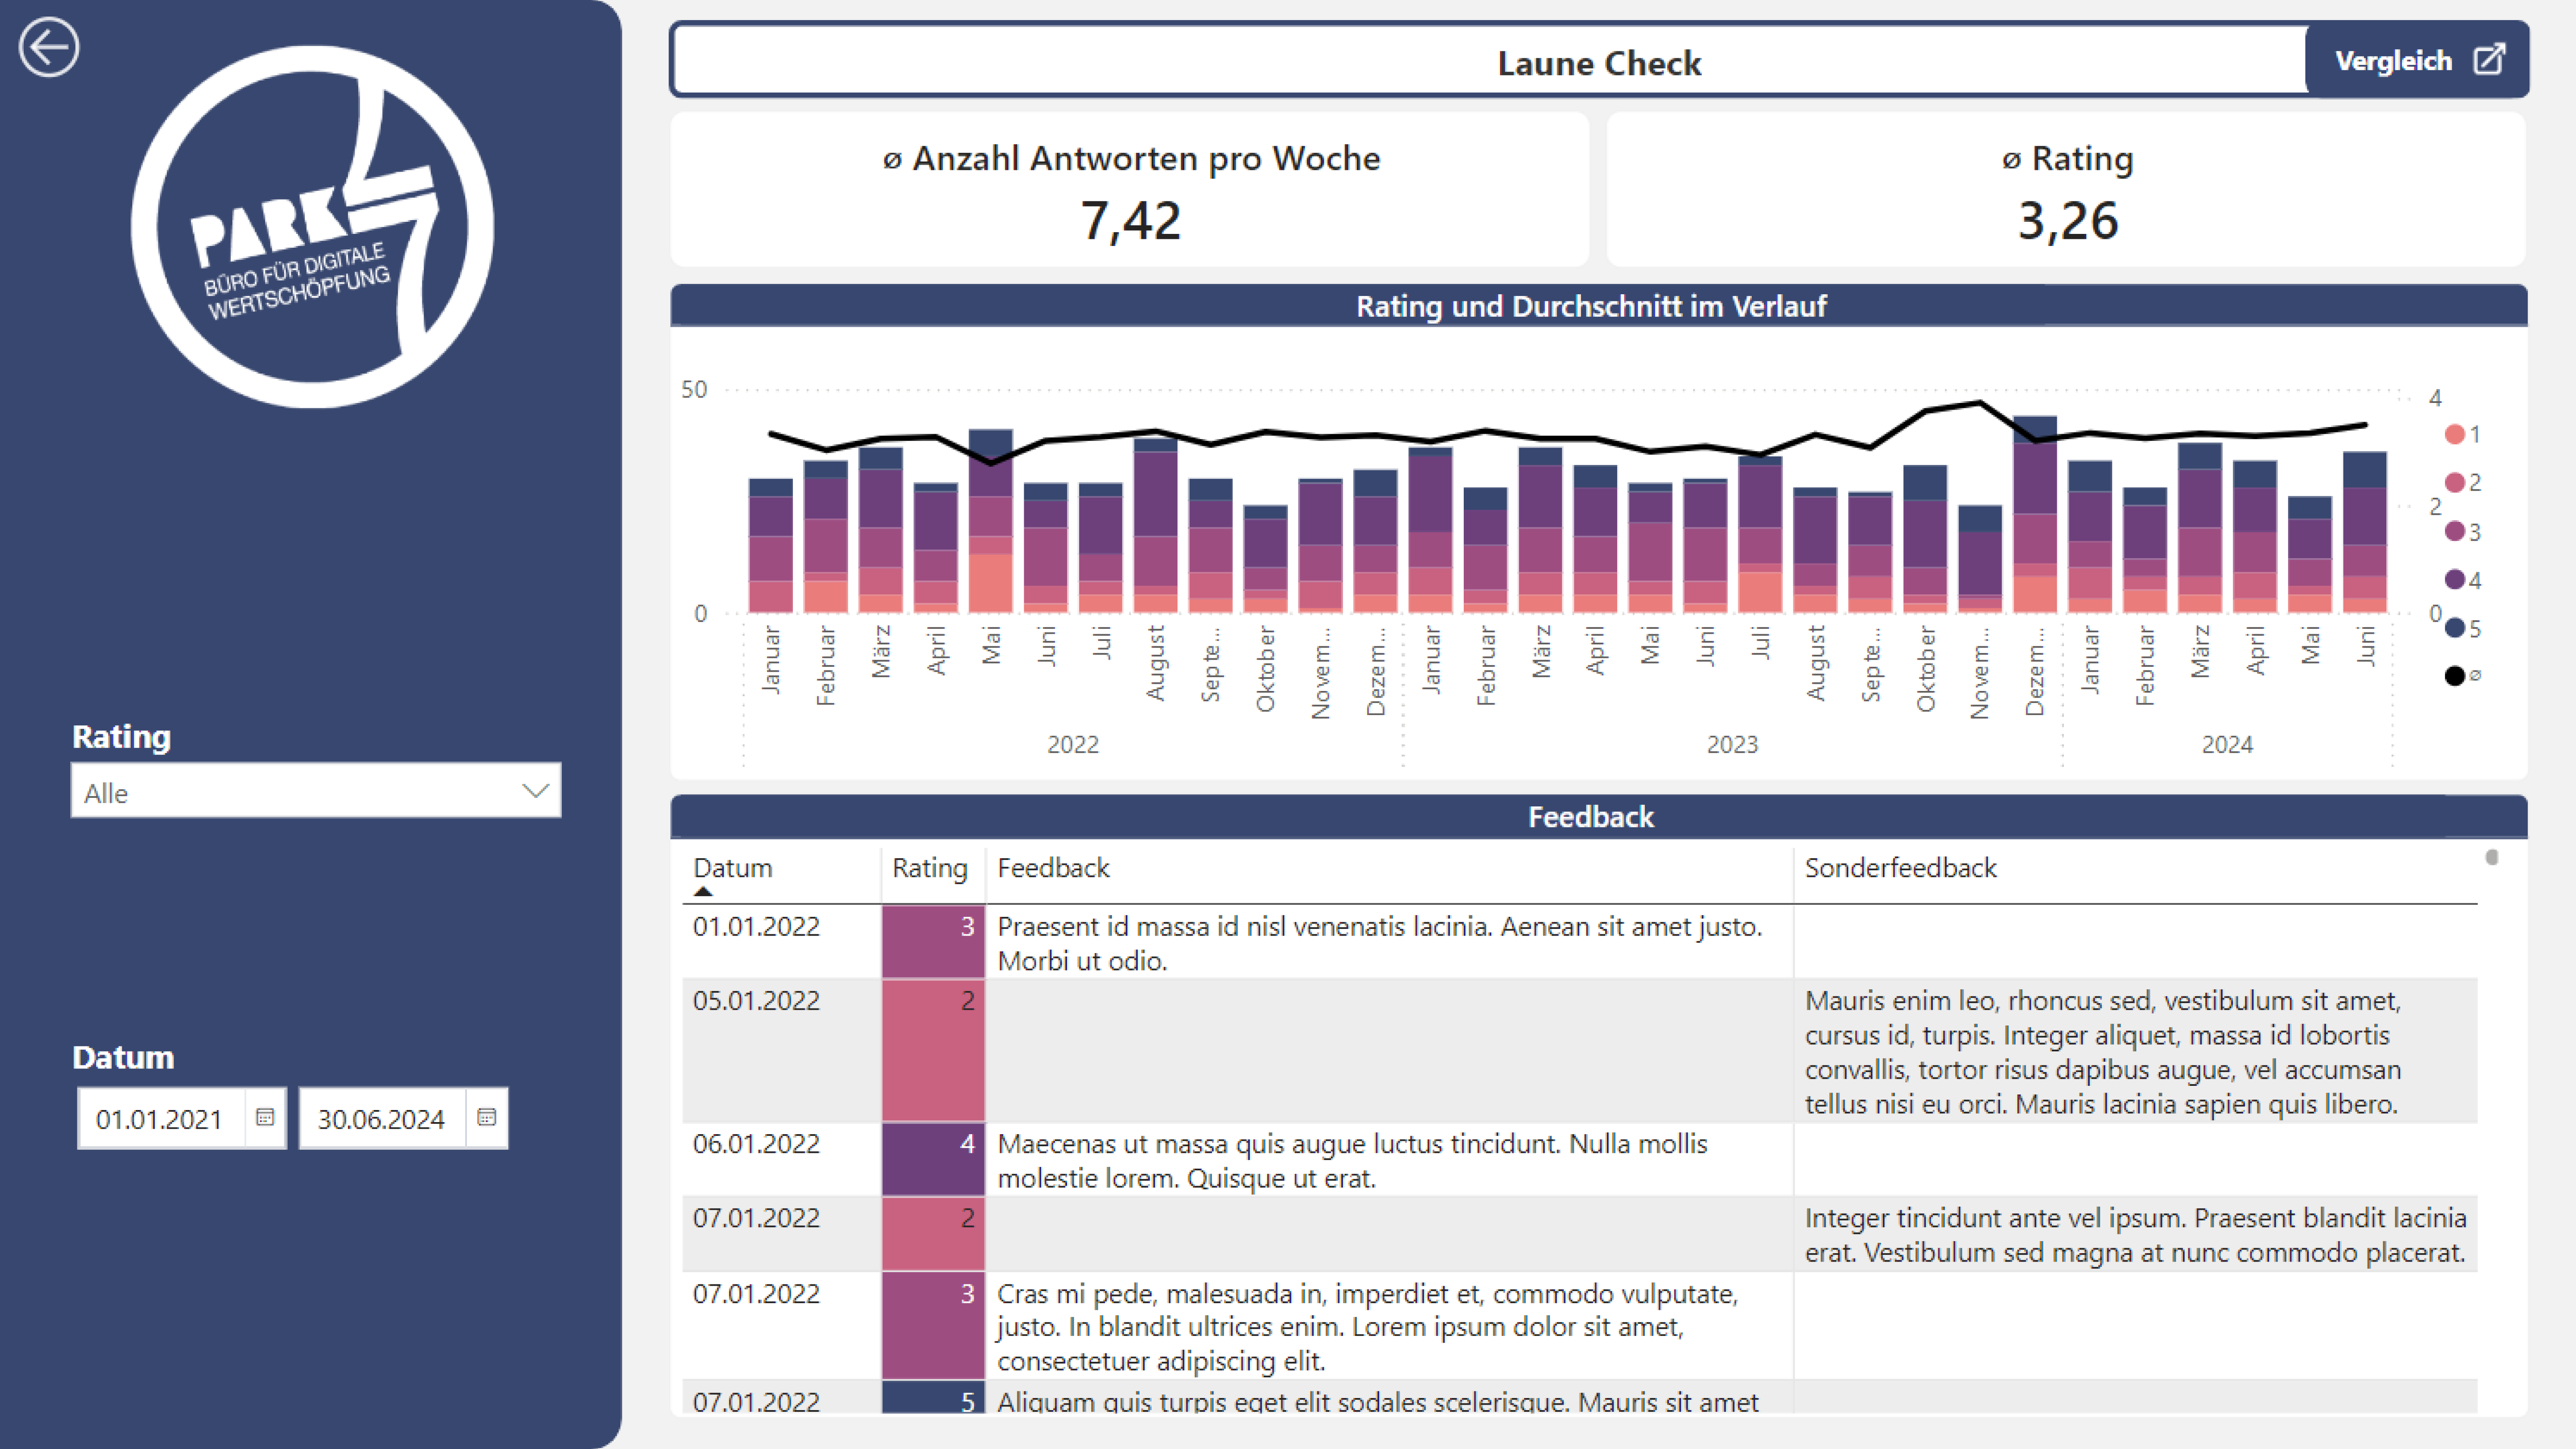 PARK
BÜRO FÜR DIGITALE
WERTSCHÖPFUNG
Rating
Alle
Datum
01.01.2021 30.06.2024
Laune Check
Vergleich
ø Anzahl Antworten pro Woche
7,42
ø Rating
3,26
Rating und Durchschnitt im Verlauf
50
0
4
2
0
1
2
3
4
5
ø
Januar Februar März April Mai Juni Juli August Septe... Oktober Novem... Dezem... Januar Februar März April Mai Juni Juli August Septe... Oktober Novem... Dezem... Januar Februar März April Mai Juni
2022 2023 2024
Feedback
Datum Rating Feedback Sonderfeedback
01.01.2022 3 Praesent id massa id nisl venenatis lacinia. Aenean sit amet justo.
Morbi ut odio.
05.01.2022 2 Mauris enim leo, rhoncus sed, vestibulum sit amet,
cursus id, turpis. Integer aliquet, massa id lobortis
convallis, tortor risus dapibus augue, vel accumsan
tellus nisi eu orci. Mauris lacinia sapien quis libero.
06.01.2022 4 Maecenas ut massa quis augue luctus tincidunt. Nulla mollis
molestie lorem. Quisque ut erat.
07.01.2022 2 Integer tincidunt ante vel ipsum. Praesent blandit lacinia
erat. Vestibulum sed magna at nunc commodo placerat.
07.01.2022 3 Cras mi pede, malesuada in, imperdiet et, commodo vulputate,
justo. In blandit ultrices enim. Lorem ipsum dolor sit amet,
consectetuer adipiscing elit.
07.01.2022 5 Aliquam quis turpis eget elit sodales scelerisque. Mauris sit amet